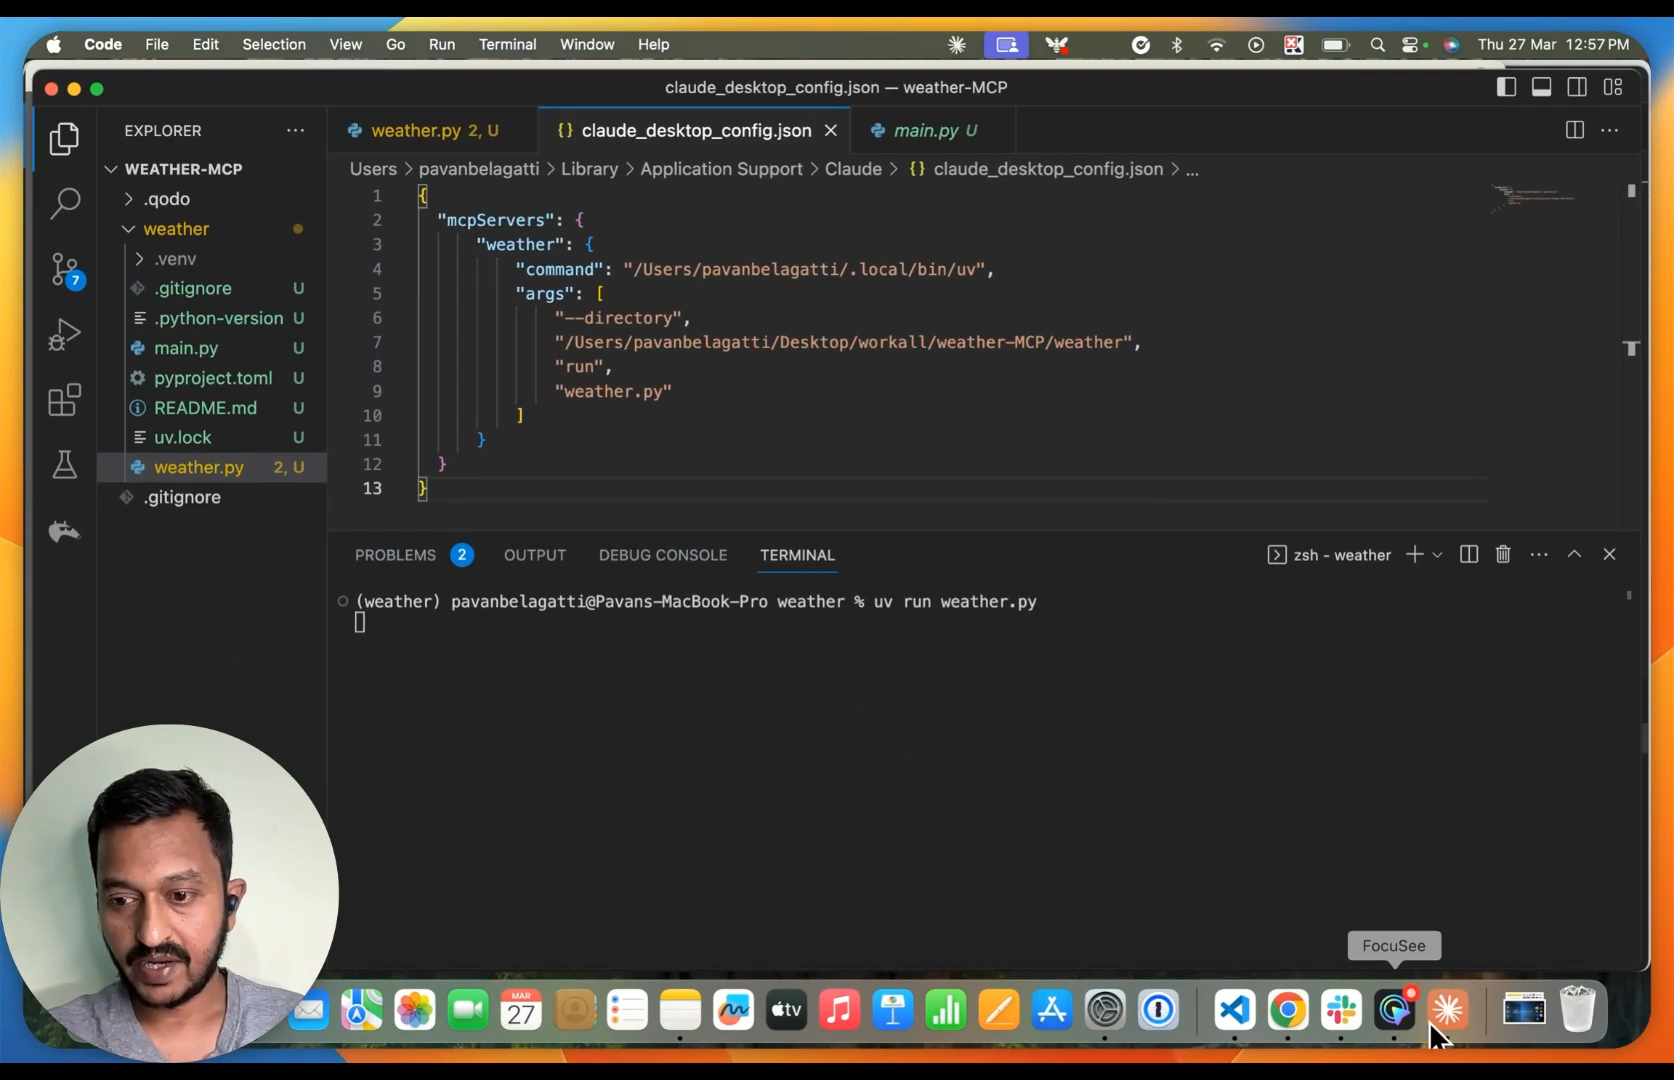 Code File Edit Selection View Go Run Terminal Window Help Thu 27 Mar 12:57 PM
claude_desktop_config.json — weather-MCP
EXPLORER
WEATHER-MCP
.qodo
weather
.venv
.gitignore U
.python-version U
main.py U
pyproject.toml U
README.md U
uv.lock U
weather.py 2, U
.gitignore
7
weather.py 2, U
claude_desktop_config.json
main.py U
Users > pavanbelagatti > Library > Application Support > Claude > {} claude_desktop_config.json > ...
1 {
2 "mcpServers": {
3 "weather": {
4 "command": "/Users/pavanbelagatti/.local/bin/uv",
5 "args": [
6 "--directory",
7 "/Users/pavanbelagatti/Desktop/workall/weather-MCP/weather",
8 "run",
9 "weather.py"
10 ]
11 }
12 }
13 }
PROBLEMS 2 OUTPUT DEBUG CONSOLE TERMINAL
zsh - weather
(weather) pavanbelagatti@Pavans-MacBook-Pro weather % uv run weather.py
FocuSee
MAR
27
tv